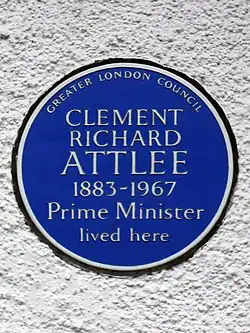 GREATER LONDON COUNCIL
CLEMENT
RICHARD
ATTLEE
1883-1967
Prime Minister
lived here